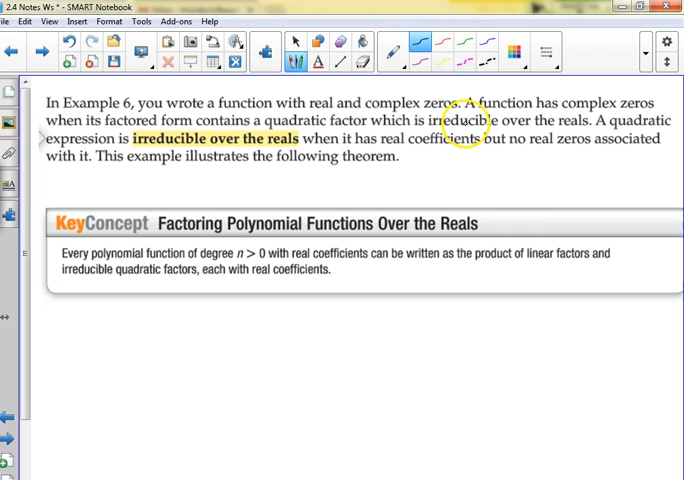 2.4 Notes Ws * - SMART Notebook
File Edit View Insert Format Tools Add-ons Help
In Example 6, you wrote a function with real and complex zeros. A function has complex zeros
when its factored form contains a quadratic factor which is irreducible over the reals. A quadratic
expression is irreducible over the reals when it has real coefficients but no real zeros associated
with it. This example illustrates the following theorem.
KeyConcept Factoring Polynomial Functions Over the Reals
Every polynomial function of degree n > 0 with real coefficients can be written as the product of linear factors and
irreducible quadratic factors, each with real coefficients.